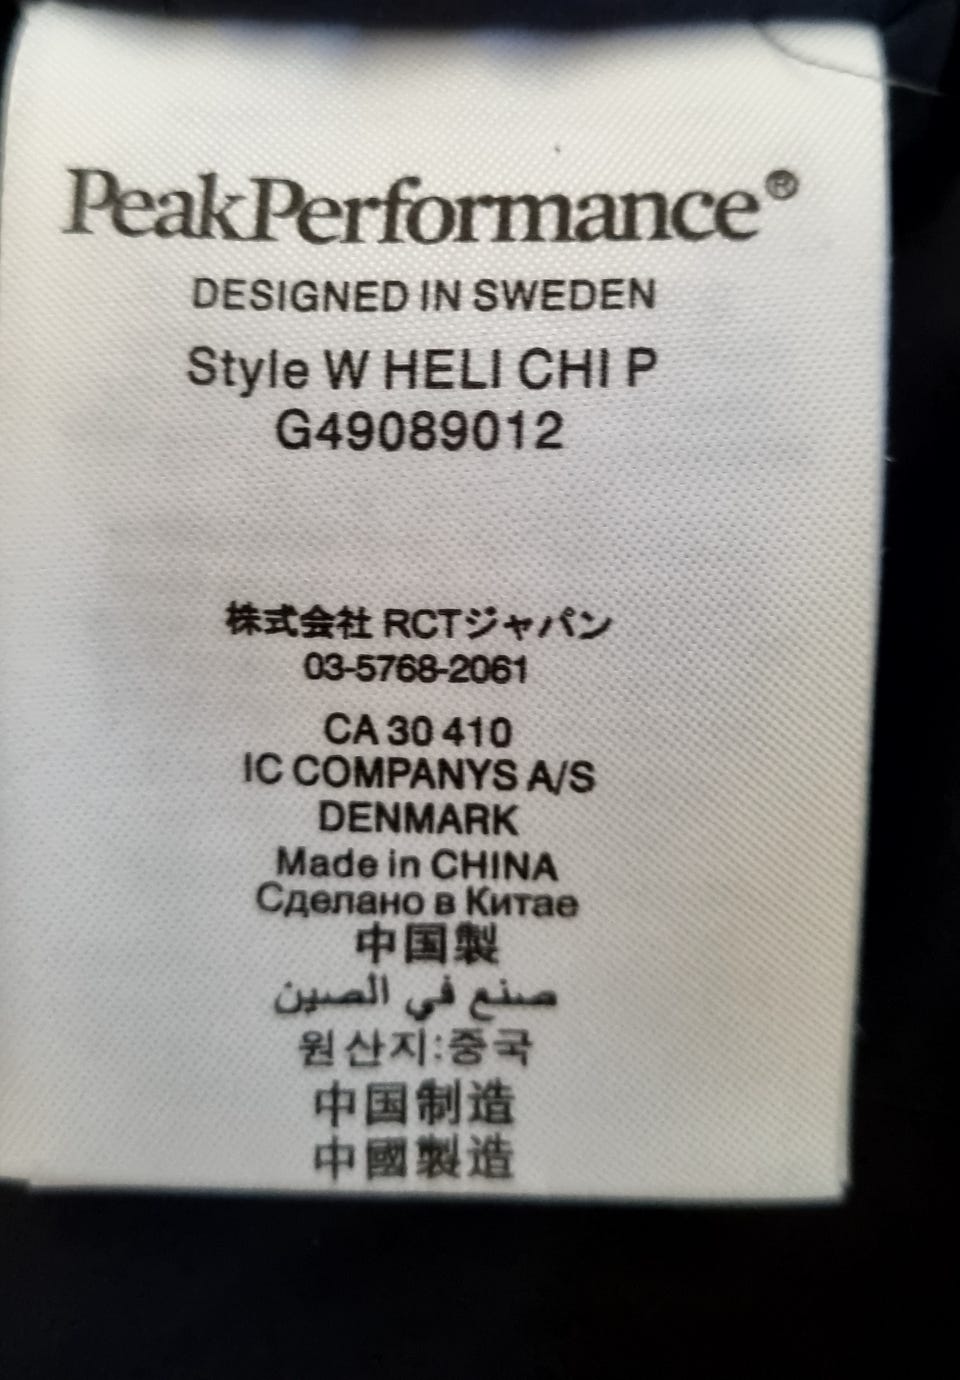 PeakPerformance®
DESIGNED IN SWEDEN
Style W HELI CHI P
G49089012
株式会社 RCTジャパン
03-5768-2061
CA 30 410
IC COMPANYS A/S
DENMARK
Made in CHINA
Сделано в Китае
中国製
صنع في الصين
원산지:중국
中国制造
中國製造